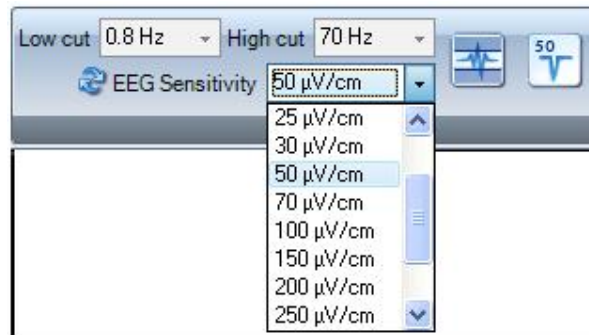 Low cut 0.8 Hz High cut 70 Hz
50
EEG Sensitivity 50 µV/cm
25 µV/cm
30 µV/cm
50 µV/cm
70 µV/cm
100 µV/cm
150 µV/cm
200 µV/cm
250 µV/cm